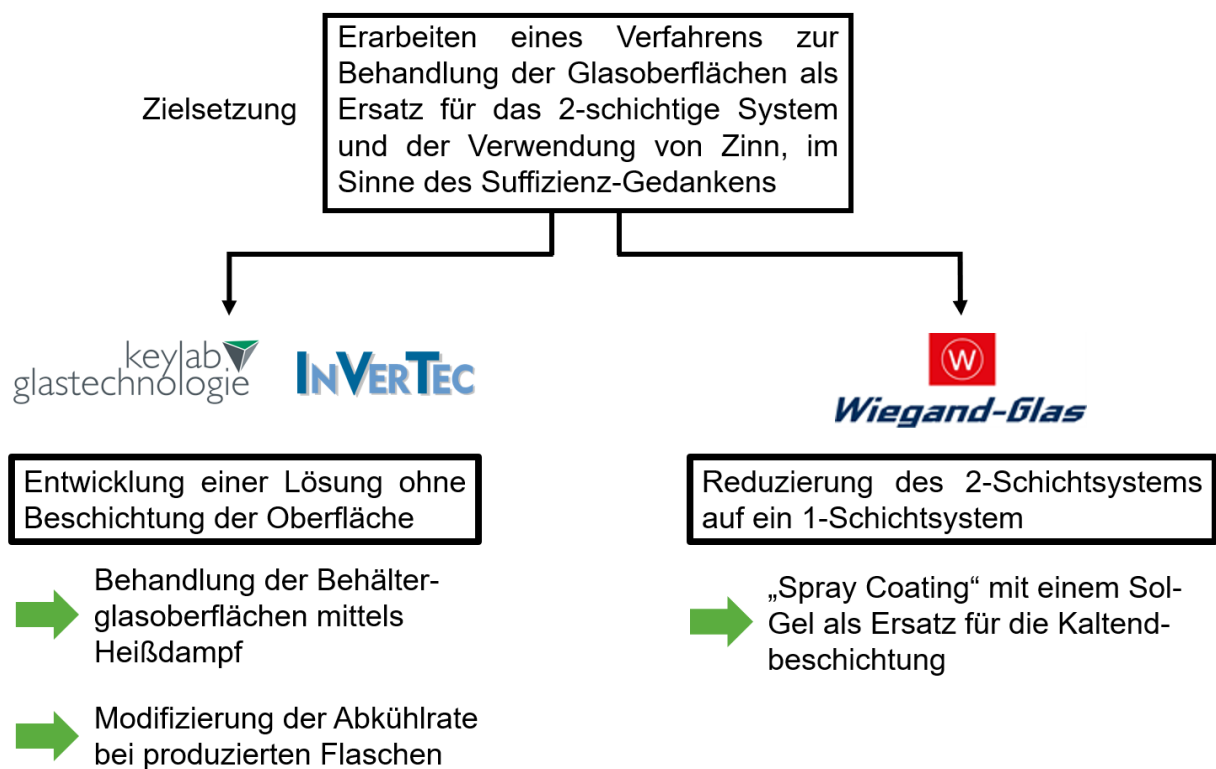 Erarbeiten eines Verfahrens zur
Behandlung der Glasoberflächen als
Zielsetzung
Ersatz für das 2-schichtige System
und der Verwendung von Zinn, im
Sinne des Suffizienz-Gedankens
keylab
glastechnologie
INVERTEC
W
Wiegand-Glas
Entwicklung einer Lösung ohne
Beschichtung der Oberfläche
Behandlung der Behälter-
glasoberflächen mittels
Heißdampf
Modifizierung der Abkühlrate
bei produzierten Flaschen
Reduzierung des 2-Schichtsystems
auf ein 1-Schichtsystem
„Spray Coating“ mit einem Sol-
Gel als Ersatz für die Kaltend-
beschichtung